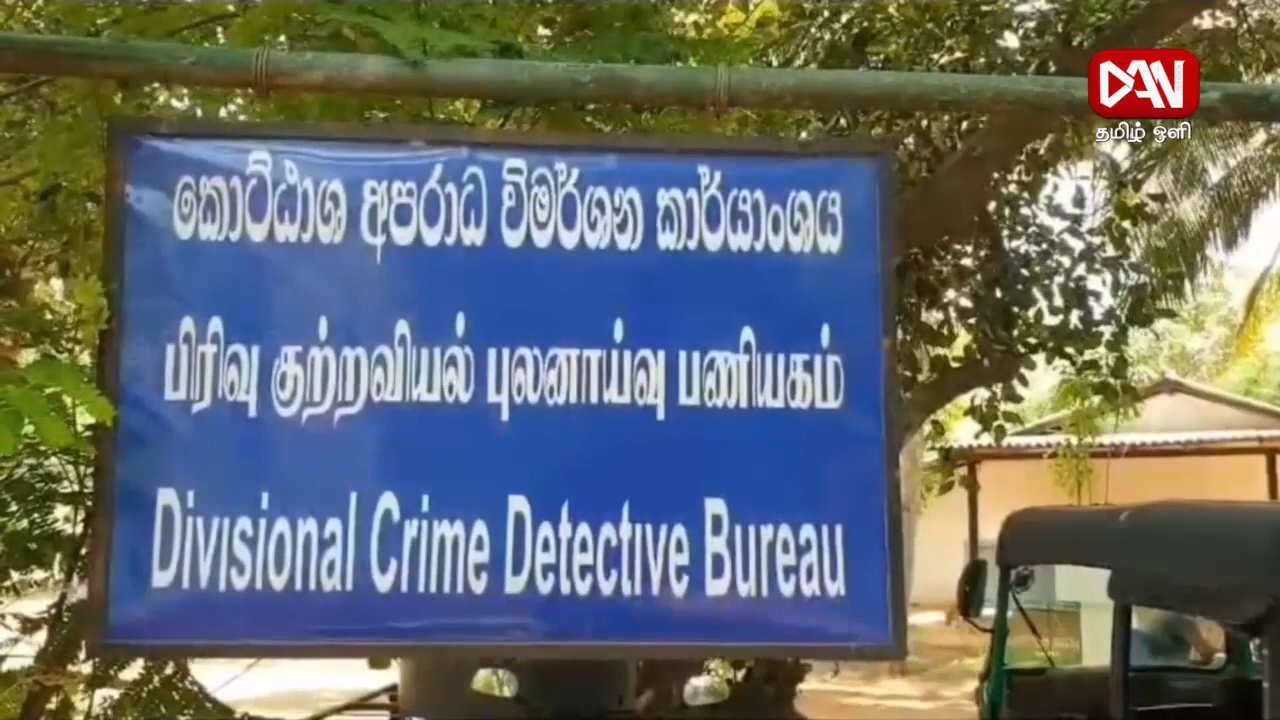 DAN
தமிழ் ஒளி
කොට්ඨාශ අපරාධ විමර්ශන කාර්යාංශය
பிரிவு குற்றவியல் புலனாய்வு பணியகம்
Divisional Crime Detective Bureau